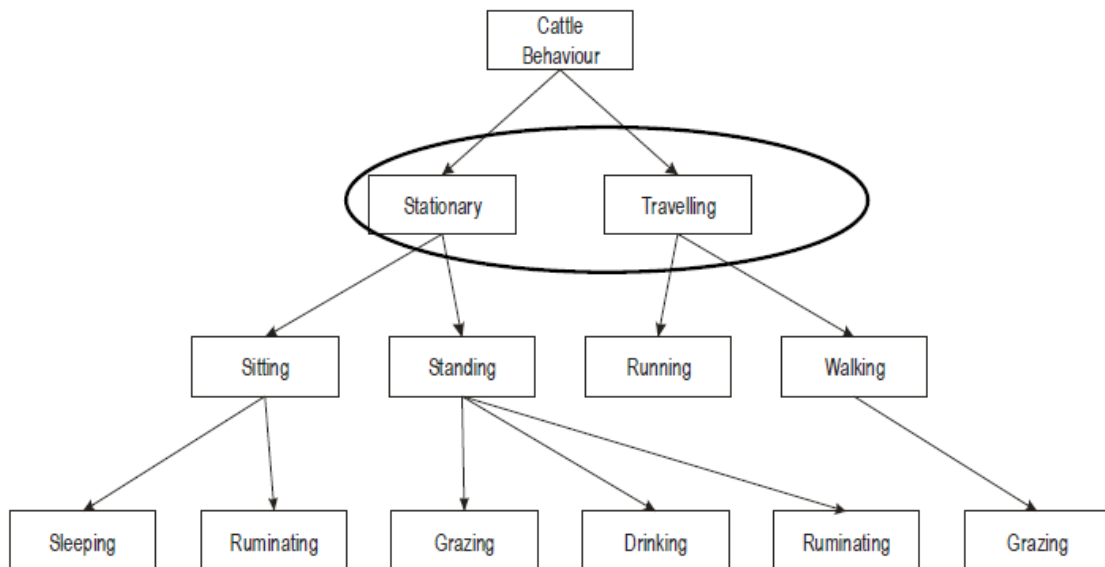 Cattle
Behaviour
Stationary
Travelling
Sitting
Standing
Running
Walking
Sleeping
Ruminating
Grazing
Drinking
Ruminating
Grazing